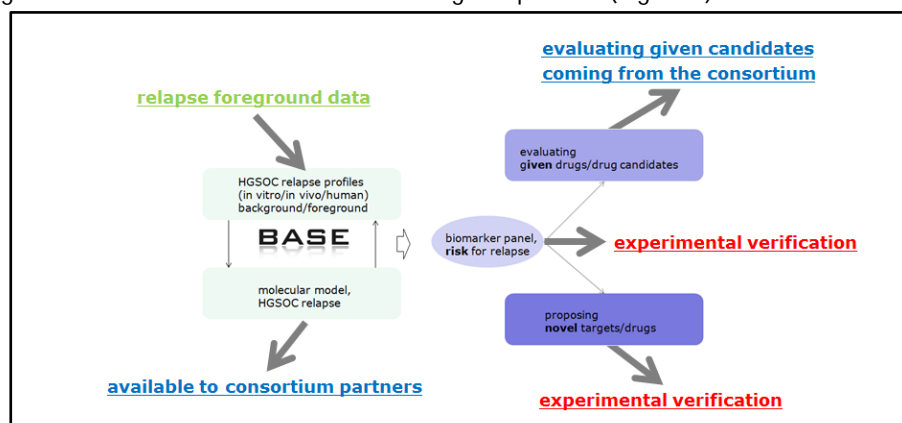 evaluating given candidates
coming from the consortium
relapse foreground data
evaluating
given drugs/drug candidates
HGSOC relapse profiles
(in vitro/in vivo/human)
background/foreground
BASE
biomarker panel,
risk for relapse
experimental verification
molecular model,
HGSOC relapse
proposing
novel targets/drugs
available to consortium partners
experimental verification